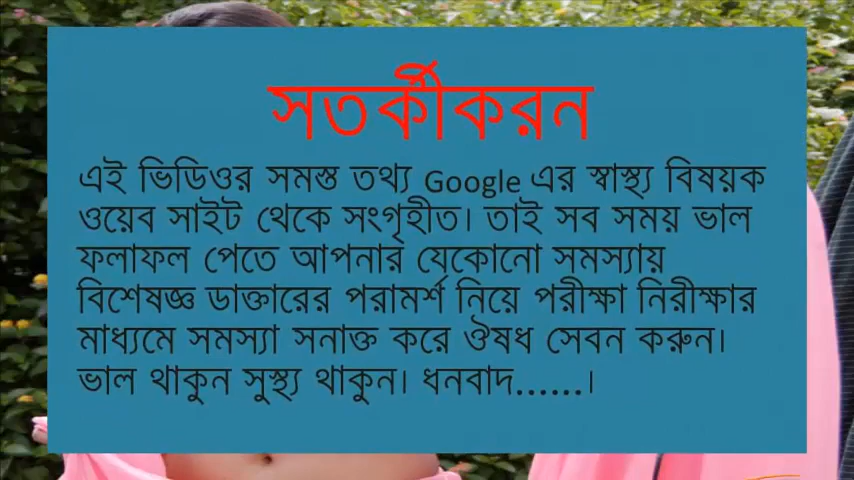 সতর্কীকরন
এই ভিডিওর সমস্ত তথ্য Google এর স্বাস্থ্য বিষয়ক
ওয়েব সাইট থেকে সংগৃহীত। তাই সব সময় ভাল
ফলাফল পেতে আপনার যেকোনো সমস্যায়
বিশেষজ্ঞ ডাক্তারের পরামর্শ নিয়ে পরীক্ষা নিরীক্ষার
মাধ্যমে সমস্যা সনাক্ত করে ঔষধ সেবন করুন।
ভাল থাকুন সুস্থ্য থাকুন। ধনবাদ......।